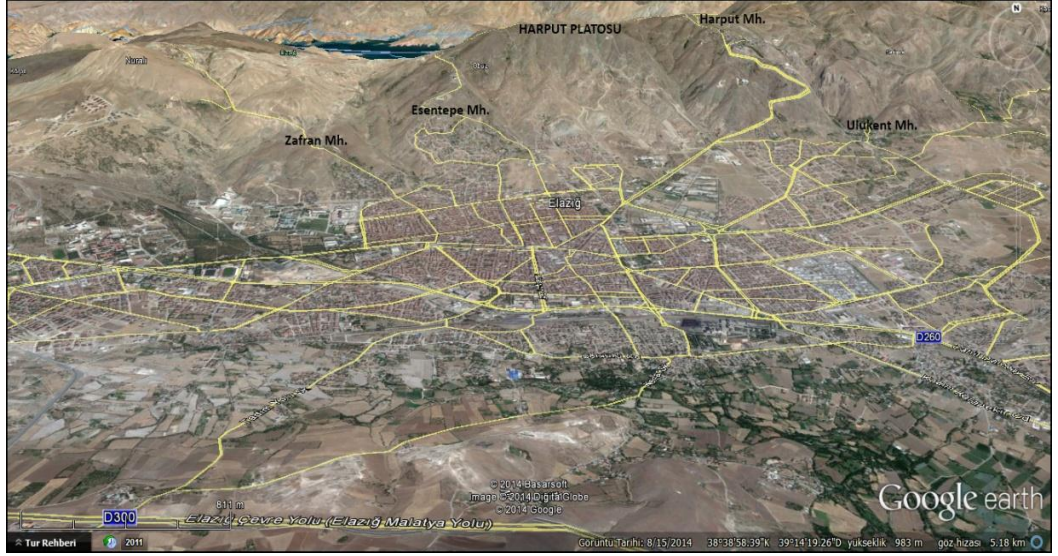 Harput Mh.
HARPUT PLATOSU
Nurali
Esentepe Mh.
Ulukent Mh.
Zafran Mh.
Elazığ
D260
© 2014 Basarsoft
Image © 2014 DigitalGlobe
© 2014 Google
Google earth
811 m
D300
Elazığ Çevre Yolu (Elazığ Malatya Yolu)
Tur Rehberi
2011
Görüntü Tarihi: 8/15/2014 38°38'58.39"K 39°14'19.26"D yükseklik 983 m göz hizası 5.18 km